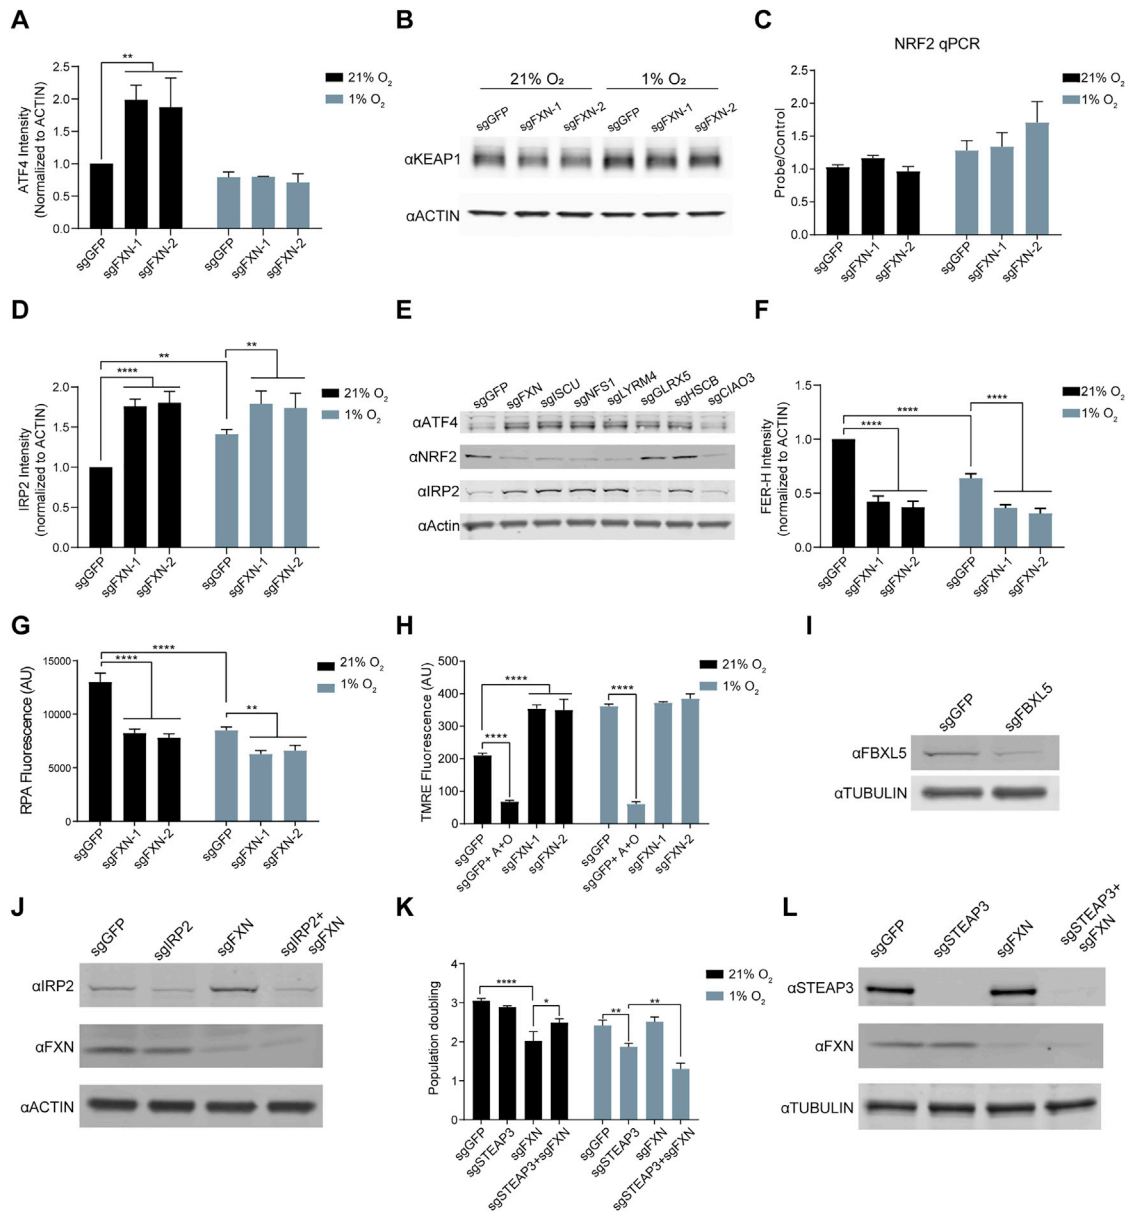 A
**
ATF4 Intensity
(Normalized to ACTIN)
2.5
2.0
1.5
1.0
0.5
0.0
sgGFP
sgFXN-1
sgFXN-2
sgGFP
sgFXN-1
sgFXN-2
21% O2
1% O2
B
21% O2
1% O2
sgGFP
sgFXN-1
sgFXN-2
sgGFP
sgFXN-1
sgFXN-2
αKEAP1
αACTIN
C
NRF2 qPCR
Probe/Control
2.5
2.0
1.5
1.0
0.5
0.0
sgGFP
sgFXN-1
sgFXN-2
sgGFP
sgFXN-1
sgFXN-2
21% O2
1% O2
D
**
****
**
IRP2 Intensity
(normalized to ACTIN)
2.0
1.5
1.0
0.5
0.0
sgGFP
sgFXN-1
sgFXN-2
sgGFP
sgFXN-1
sgFXN-2
21% O2
1% O2
E
sgGFP
sgFXN
sgISCU
sgNFS1
sgLYRM4
sgGLRX5
sgHSCB
sgCIAO3
αATF4
αNRF2
αIRP2
αActin
F
****
****
****
FER-H Intensity
(normalized to ACTIN)
1.5
1.0
0.5
0.0
sgGFP
sgFXN-1
sgFXN-2
sgGFP
sgFXN-1
sgFXN-2
21% O2
1% O2
G
****
****
**
RPA Fluorescence (AU)
15000
10000
5000
0
sgGFP
sgFXN-1
sgFXN-2
sgGFP
sgFXN-1
sgFXN-2
21% O2
1% O2
H
****
****
****
TMRE Fluorescence (AU)
500
400
300
200
100
0
sgGFP
sgGFP+ A+O
sgFXN-1
sgFXN-2
sgGFP
sgGFP+ A+O
sgFXN-1
sgFXN-2
21% O2
1% O2
I
sgGFP
sgFBXL5
αFBXL5
αTUBULIN
J
sgGFP
sgIRP2
sgFXN
sgIRP2+
sgFXN
αIRP2
αFXN
αACTIN
K
****
*
**
**
Population doubling
4
3
2
1
0
sgGFP
sgSTEAP3
sgFXN
sgSTEAP3+sgFXN
sgGFP
sgSTEAP3
sgFXN
sgSTEAP3+sgFXN
21% O2
1% O2
L
sgGFP
sgSTEAP3
sgFXN
sgSTEAP3+
sgFXN
αSTEAP3
αFXN
αTUBULIN